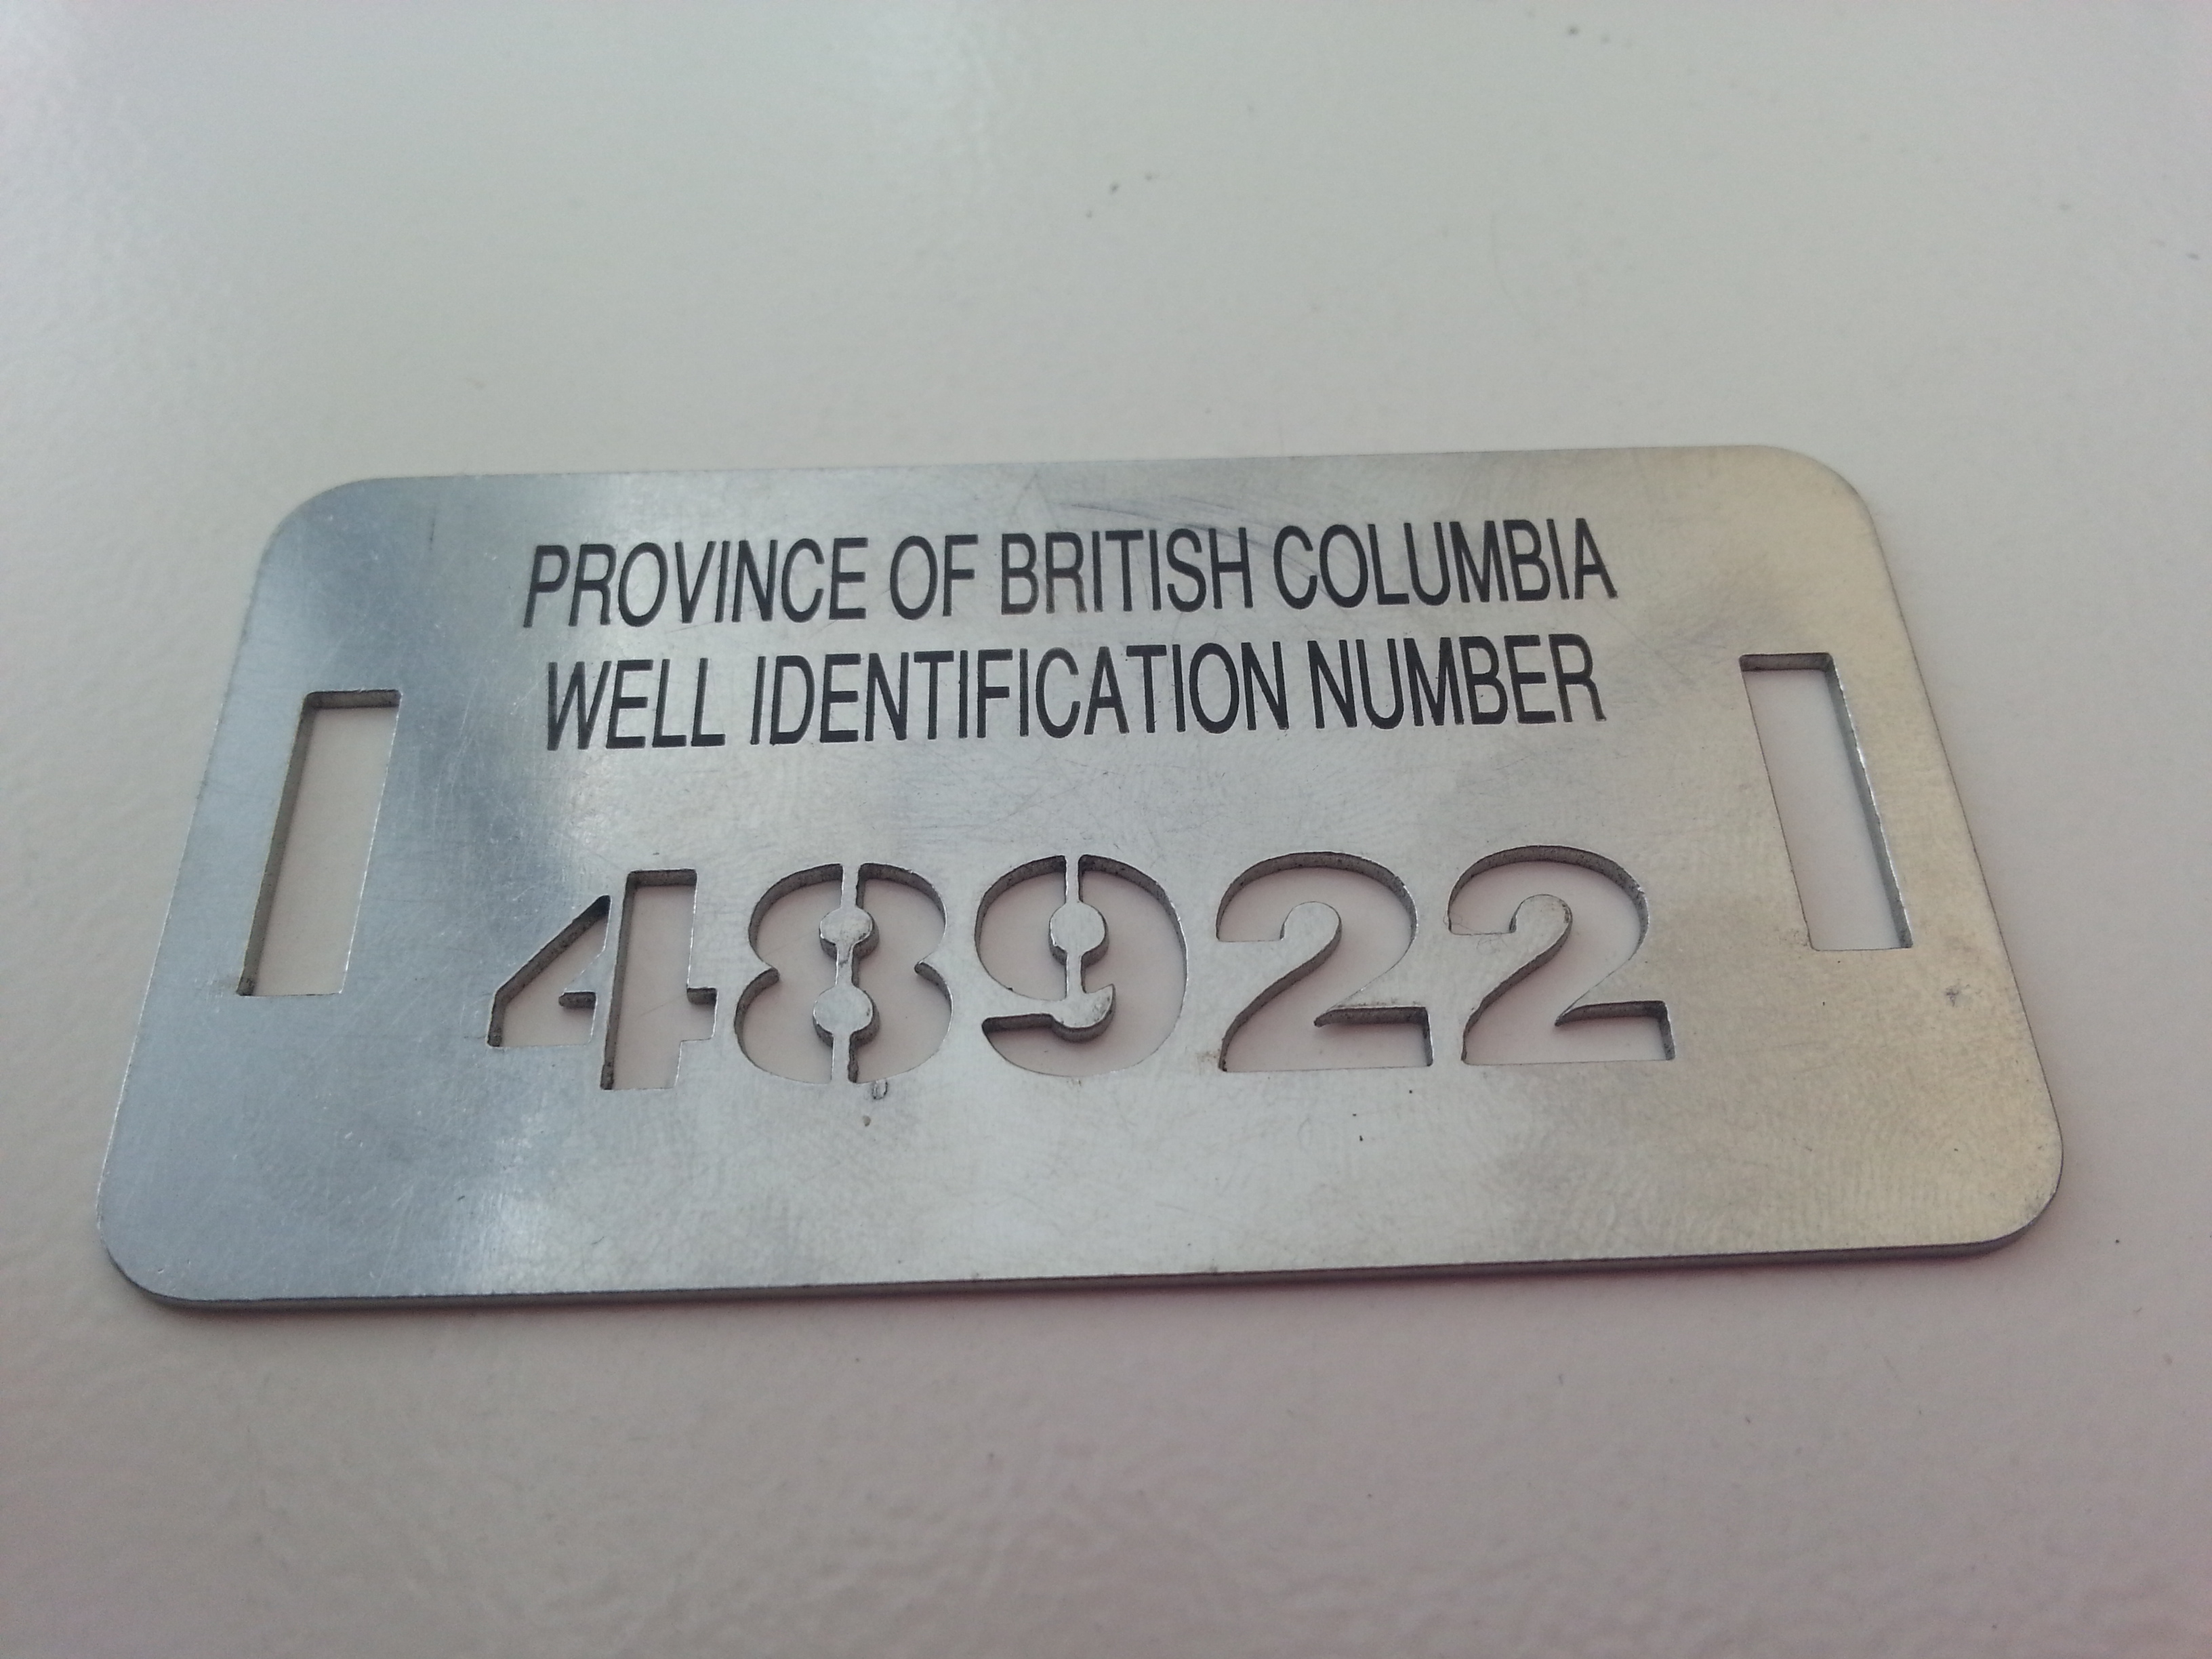 PROVINCE OF BRITISH COLUMBIA
WELL IDENTIFICATION NUMBER
48922